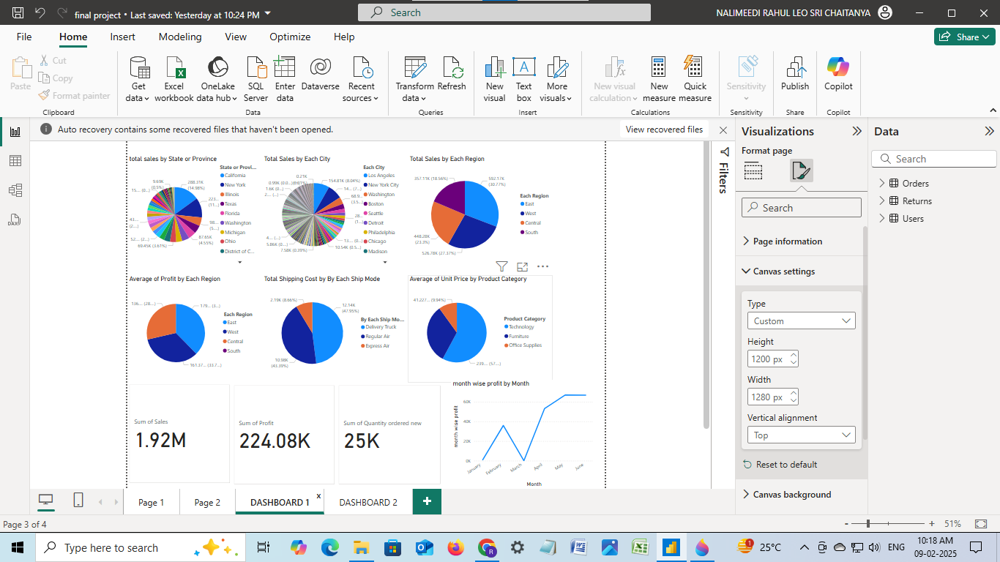 final project • Last saved: Yesterday at 10:24 PM
Search
NALIMEEDI RAHUL LEO SRI CHAITANYA
File
Home
Insert
Modeling
View
Optimize
Help
Share
Paste
Cut
Copy
Format painter
Clipboard
Get data
Excel workbook
OneLake data hub
SQL Server
Enter data
Dataverse
Recent sources
Data
Transform data
Refresh
Queries
New visual
Text box
More visuals
Insert
New visual calculation
New measure
Quick measure
Calculations
Sensitivity
Sensitivity
Publish
Share
Copilot
Copilot
Auto recovery contains some recovered files that haven't been opened.
View recovered files
total sales by State or Province
9.69K (0.5%)
288.31K (14.98%)
15.... (0....
223... (11...
43... (2...
98... (5....
52... (2...
87.65K (4.55%)
69.45K (3.61%)
State or Provi...
California
New York
Illinois
Texas
Florida
Washington
Michigan
Ohio
District of C...
Total Sales by Each City
0.21K
154.81K (8.04%)
1.6K (0....
14... (7...
68.9... (3.5...
2... (...
28... (1...
4.... (...
13... (0...
5.86K (0....
10.54K (0.5...
7.58K (0.39%)
Each City
Los Angeles
New York City
Washington
Boston
Seattle
Detroit
Philadelphia
Chicago
Madison
Total Sales by Each Region
357.11K (18.56%)
592.17K (30.77%)
448.28K (23.3%)
526.78K (27.37%)
Each Region
East
West
Central
South
Average of Profit by Each Region
136... (28....
179... (3...
161.37... (33.7...
Each Region
East
West
Central
South
Total Shipping Cost by By Each Ship Mode
2.19K (8.66%)
12.14K (47.95%)
10.98K (43.39%)
By Each Ship Mo...
Delivery Truck
Regular Air
Express Air
Average of Unit Price by Product Category
41.227... (9.94%)
239.... (57....
Product Category
Technology
Furniture
Office Supplies
Sum of Sales
1.92M
Sum of Profit
224.08K
Sum of Quantity ordered new
25K
month wise profit by Month
month wise profit
60K
40K
20K
0K
January
February
March
April
May
June
Month
Filters
Visualizations
Format page
Search
Page information
Canvas settings
Type
Custom
Height
1200 px
Width
1280 px
Vertical alignment
Top
Reset to default
Canvas background
Data
Search
Orders
Returns
Users
DAX
Page 1
Page 2
DASHBOARD 1
x
DASHBOARD 2
+
Page 3 of 4
- + 51%
Type here to search
25°C
ENG
10:18 AM
09-02-2025